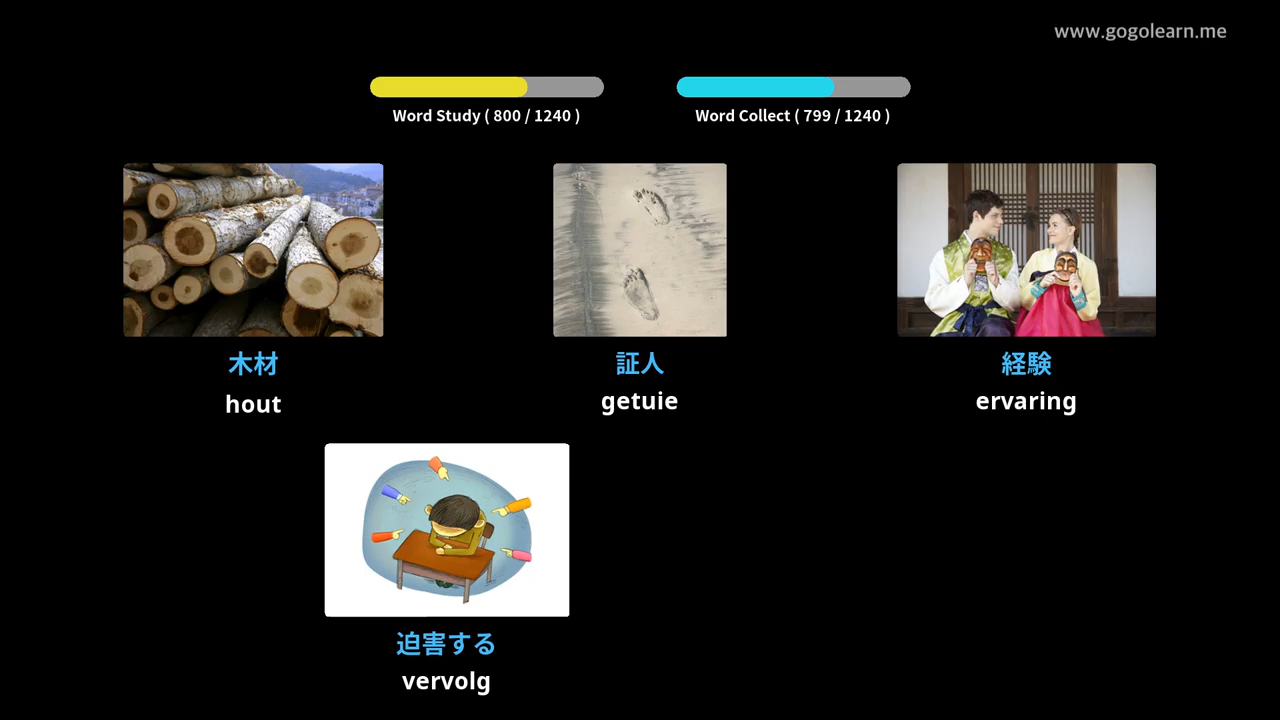 www.gogolearn.me
Word Study ( 800 / 1240 )
Word Collect ( 799 / 1240 )
木材
hout
証人
getuie
経験
ervaring
迫害する
vervolg